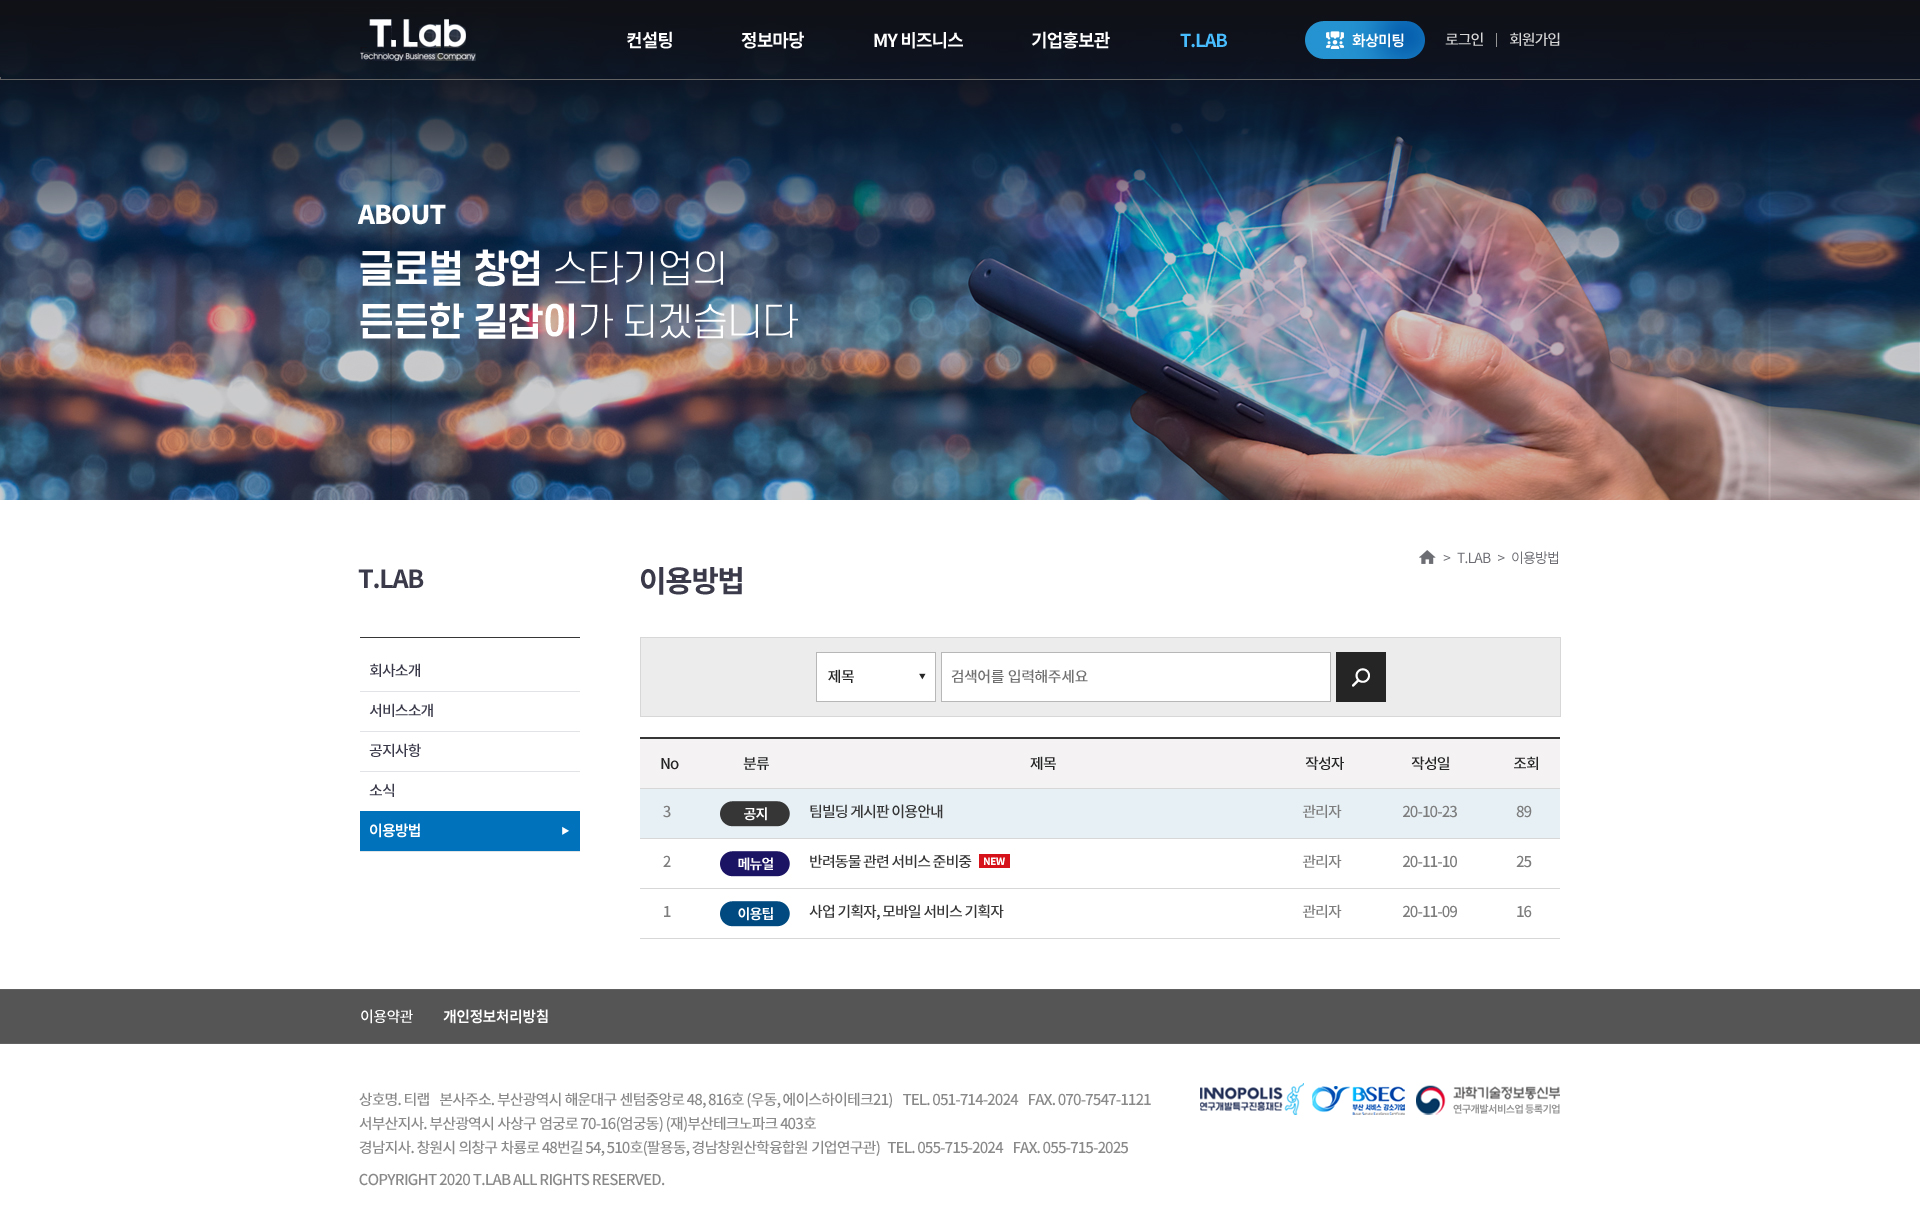 T.Lab
Technology Business Company
컨설팅 정보마당 MY 비즈니스 기업홍보관 T.LAB 화상미팅 로그인 회원가입
ABOUT
글로벌 창업 스타기업의
든든한 길잡이가 되겠습니다
> T.LAB > 이용방법
T.LAB
이용방법
회사소개
서비스소개
공지사항
소식
이용방법
제목 검색어를 입력해주세요
No 분류 제목 작성자 작성일 조회
3 공지 팀빌딩 게시판 이용안내 관리자 20-10-23 89
2 메뉴얼 반려동물 관련 서비스 준비중 NEW 관리자 20-11-10 25
1 이용팁 사업 기획자, 모바일 서비스 기획자 관리자 20-11-09 16
이용약관 개인정보처리방침
상호명. 티랩 본사주소. 부산광역시 해운대구 센텀중앙로 48, 816호 (우동, 에이스하이테크21) TEL. 051-714-2024 FAX. 070-7547-1121
서부산지사. 부산광역시 사상구 엄궁로 70-16(엄궁동) (재)부산테크노파크 403호
경남지사. 창원시 의창구 차룡로 48번길 54, 510호(팔용동, 경남창원산학융합원 기업연구관) TEL. 055-715-2024 FAX. 055-715-2025
COPYRIGHT 2020 T.LAB ALL RIGHTS RESERVED.
INNOPOLIS
연구개발특구진흥재단
BSEC
부산 서비스 강소기업
과학기술정보통신부
연구개발서비스업 등록기업